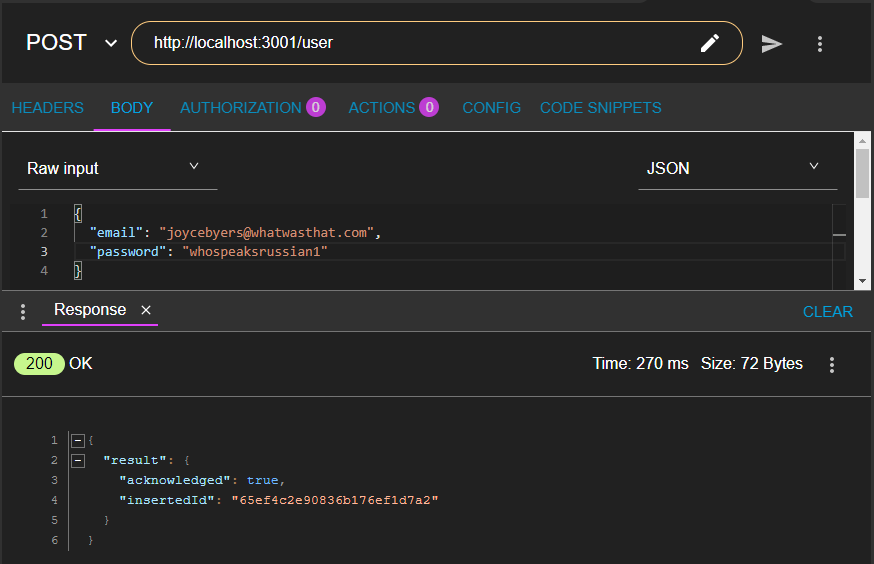 POST http://localhost:3001/user
HEADERS BODY AUTHORIZATION 0 ACTIONS 0 CONFIG CODE SNIPPETS
Raw input JSON
1 {
2 "email": "joycebyers@whatwasthat.com",
3 "password": "whospeaksrussian1"
4 }
Response × CLEAR
200 OK Time: 270 ms Size: 72 Bytes
1 {
2 "result": {
3 "acknowledged": true,
4 "insertedId": "65ef4c2e90836b176ef1d7a2"
5 }
6 }